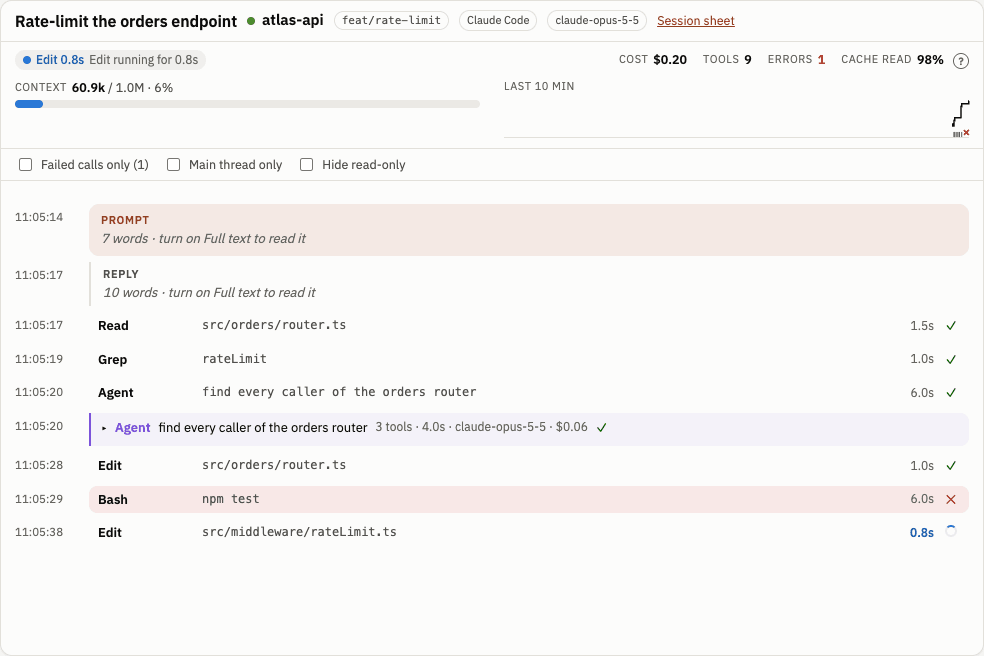 Rate-limit the orders endpoint atlas-api feat/rate-limit Claude Code claude-opus-5-5 Session sheet
Edit 0.8s Edit running for 0.8s COST $0.20 TOOLS 9 ERRORS 1 CACHE READ 98% ?
CONTEXT 60.9k / 1.0M · 6% LAST 10 MIN
Failed calls only (1) Main thread only Hide read-only
11:05:14 PROMPT
7 words · turn on Full text to read it
11:05:17 REPLY
10 words · turn on Full text to read it
11:05:17 Read src/orders/router.ts 1.5s
11:05:19 Grep rateLimit 1.0s
11:05:20 Agent find every caller of the orders router 6.0s
11:05:20 Agent find every caller of the orders router 3 tools · 4.0s · claude-opus-5-5 · $0.06
11:05:28 Edit src/orders/router.ts 1.0s
11:05:29 Bash npm test 6.0s
11:05:38 Edit src/middleware/rateLimit.ts 0.8s